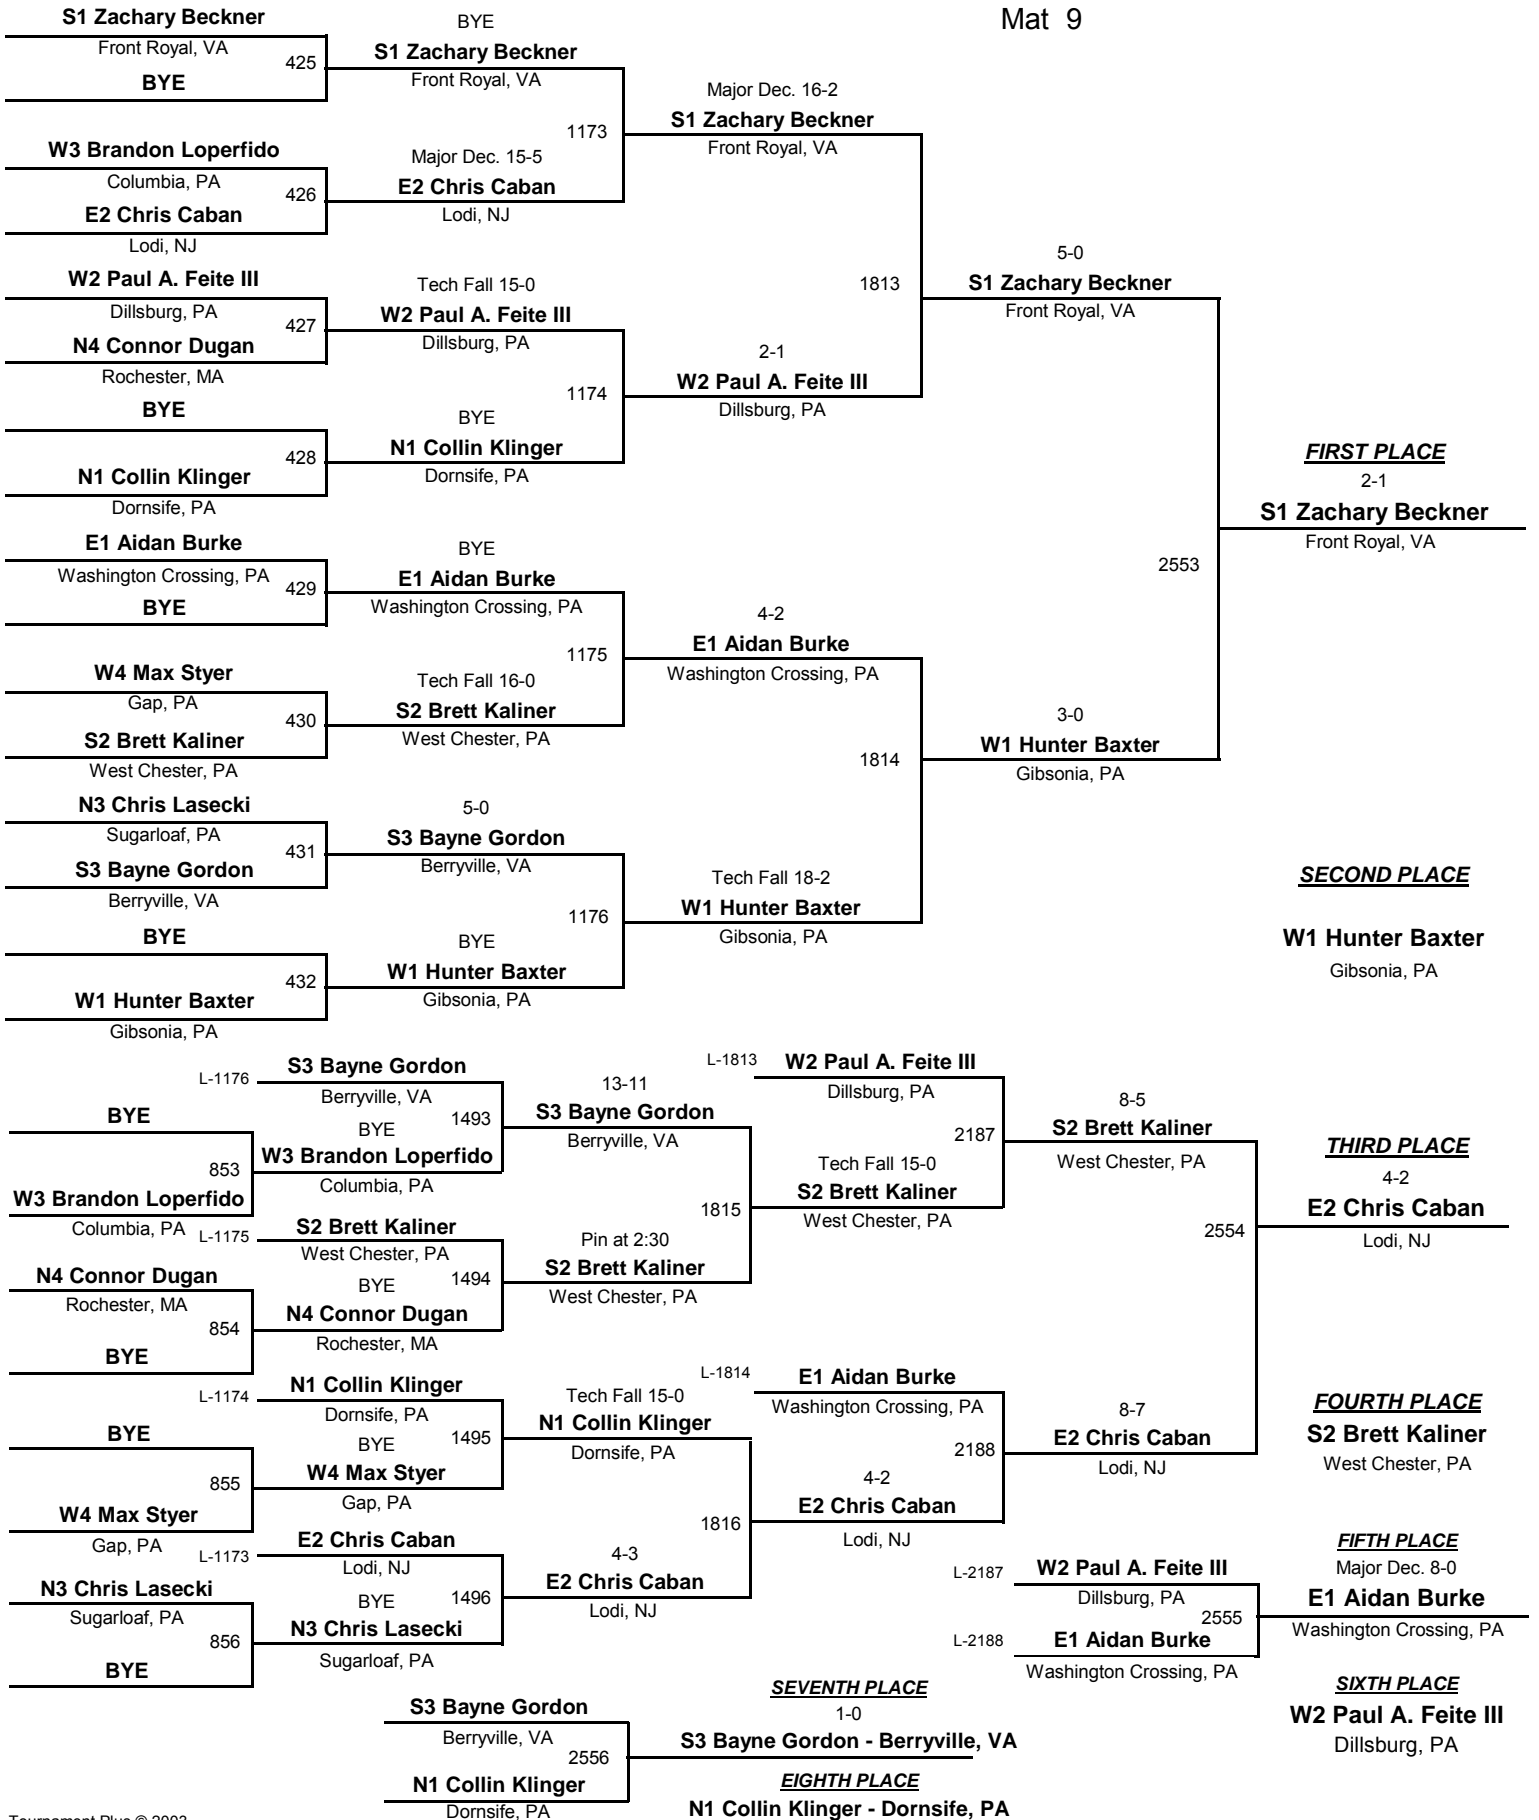 Mat 9
S1 Zachary Beckner
Front Royal, VA
425
BYE
BYE
S1 Zachary Beckner
Front Royal, VA
W3 Brandon Loperfido
Columbia, PA
426
E2 Chris Caban
Lodi, NJ
Major Dec. 15-5
E2 Chris Caban
Lodi, NJ
1173
Major Dec. 16-2
S1 Zachary Beckner
Front Royal, VA
W2 Paul A. Feite III
Dillsburg, PA
427
N4 Connor Dugan
Rochester, MA
Tech Fall 15-0
W2 Paul A. Feite III
Dillsburg, PA
BYE
428
N1 Collin Klinger
Dornsife, PA
BYE
N1 Collin Klinger
Dornsife, PA
1174
2-1
W2 Paul A. Feite III
Dillsburg, PA
1813
5-0
S1 Zachary Beckner
Front Royal, VA
E1 Aidan Burke
Washington Crossing, PA
429
BYE
BYE
E1 Aidan Burke
Washington Crossing, PA
W4 Max Styer
Gap, PA
430
S2 Brett Kaliner
West Chester, PA
Tech Fall 16-0
S2 Brett Kaliner
West Chester, PA
1175
4-2
E1 Aidan Burke
Washington Crossing, PA
N3 Chris Lasecki
Sugarloaf, PA
431
S3 Bayne Gordon
Berryville, VA
5-0
S3 Bayne Gordon
Berryville, VA
BYE
432
W1 Hunter Baxter
Gibsonia, PA
BYE
W1 Hunter Baxter
Gibsonia, PA
1176
Tech Fall 18-2
W1 Hunter Baxter
Gibsonia, PA
1814
3-0
W1 Hunter Baxter
Gibsonia, PA
2553
FIRST PLACE
2-1
S1 Zachary Beckner
Front Royal, VA
SECOND PLACE
W1 Hunter Baxter
Gibsonia, PA
L-1176
S3 Bayne Gordon
Berryville, VA
BYE
853
W3 Brandon Loperfido
Columbia, PA
BYE
W3 Brandon Loperfido
Columbia, PA
1493
13-11
S3 Bayne Gordon
Berryville, VA
L-1175
S2 Brett Kaliner
West Chester, PA
N4 Connor Dugan
Rochester, MA
854
BYE
BYE
N4 Connor Dugan
Rochester, MA
1494
Pin at 2:30
S2 Brett Kaliner
West Chester, PA
1815
L-1813
W2 Paul A. Feite III
Dillsburg, PA
Tech Fall 15-0
S2 Brett Kaliner
West Chester, PA
2187
8-5
S2 Brett Kaliner
West Chester, PA
L-1174
N1 Collin Klinger
Dornsife, PA
BYE
855
W4 Max Styer
Gap, PA
BYE
W4 Max Styer
Gap, PA
1495
Tech Fall 15-0
N1 Collin Klinger
Dornsife, PA
L-1173
E2 Chris Caban
Lodi, NJ
N3 Chris Lasecki
Sugarloaf, PA
856
BYE
BYE
N3 Chris Lasecki
Sugarloaf, PA
1496
4-3
E2 Chris Caban
Lodi, NJ
1816
L-1814
E1 Aidan Burke
Washington Crossing, PA
4-2
E2 Chris Caban
Lodi, NJ
2188
8-7
E2 Chris Caban
Lodi, NJ
2554
THIRD PLACE
4-2
E2 Chris Caban
Lodi, NJ
FOURTH PLACE
S2 Brett Kaliner
West Chester, PA
L-2187
W2 Paul A. Feite III
Dillsburg, PA
2555
L-2188
E1 Aidan Burke
Washington Crossing, PA
FIFTH PLACE
Major Dec. 8-0
E1 Aidan Burke
Washington Crossing, PA
SIXTH PLACE
W2 Paul A. Feite III
Dillsburg, PA
S3 Bayne Gordon
Berryville, VA
2556
N1 Collin Klinger
Dornsife, PA
SEVENTH PLACE
1-0
S3 Bayne Gordon - Berryville, VA
EIGHTH PLACE
N1 Collin Klinger - Dornsife, PA
Tournament Plus © 2003